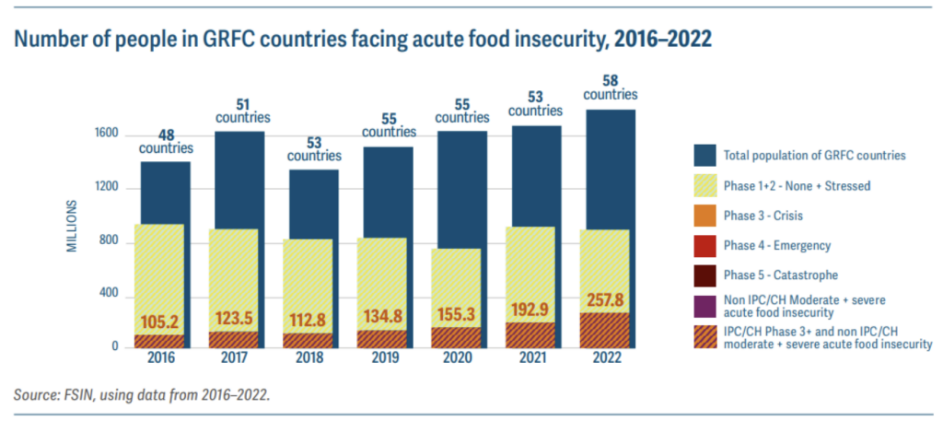 Number of people in GRFC countries facing acute food insecurity, 2016–2022
MILLIONS
1600
1200
800
400
0
48
countries
51
countries
53
countries
55
countries
55
countries
53
countries
58
countries
105.2
123.5
112.8
134.8
155.3
192.9
257.8
2016
2017
2018
2019
2020
2021
2022
Total population of GRFC countries
Phase 1+2 - None + Stressed
Phase 3 - Crisis
Phase 4 - Emergency
Phase 5 - Catastrophe
Non IPC/CH Moderate + severe
acute food insecurity
IPC/CH Phase 3+ and non IPC/CH
moderate + severe acute food insecurity
Source: FSIN, using data from 2016–2022.